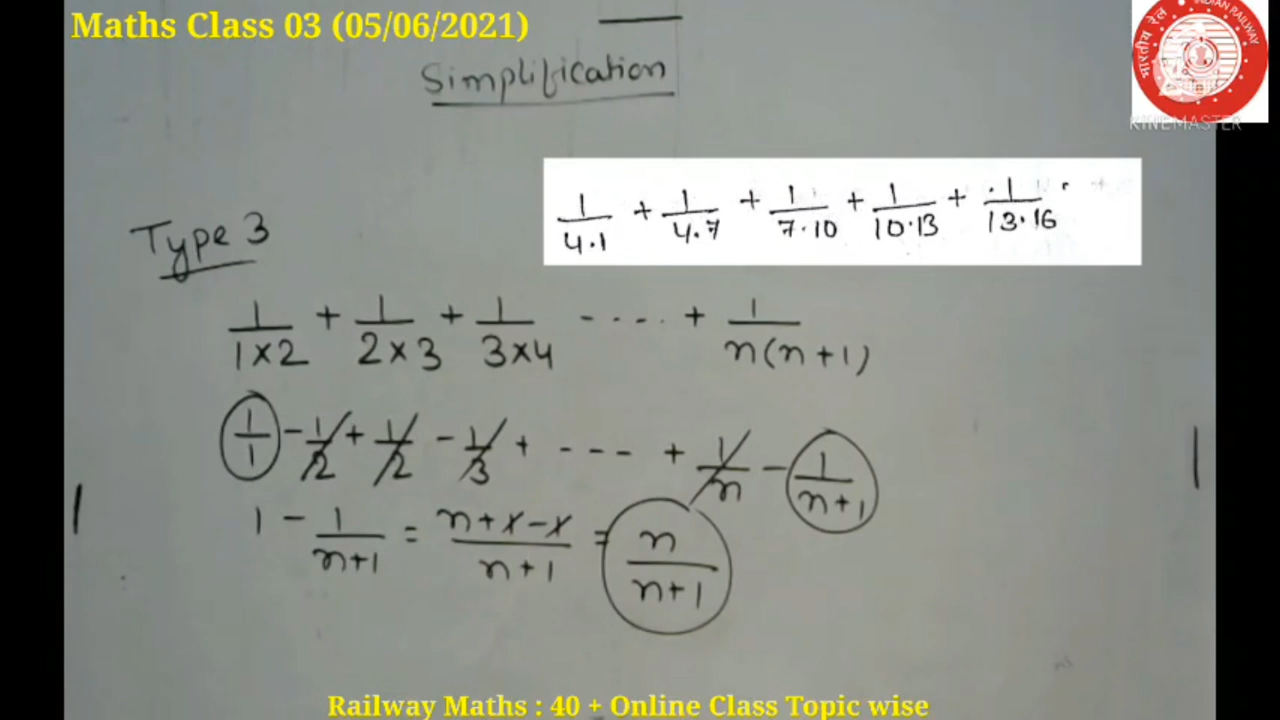 Maths Class 03 (05/06/2021)
Simplification
भारतीय रेल INDIAN RAILWAY
KINEMASTER
1/4·1 + 1/4·7 + 1/7·10 + 1/10·13 + 1/13·16
Type 3
1/1×2 + 1/2×3 + 1/3×4 ---- + 1/n(n+1)
1/1 - 1/2 + 1/2 - 1/3 + ---- + 1/n - 1/n+1
1 - 1/n+1 = n+x-x/n+1 = n/n+1
Railway Maths : 40 + Online Class Topic wise